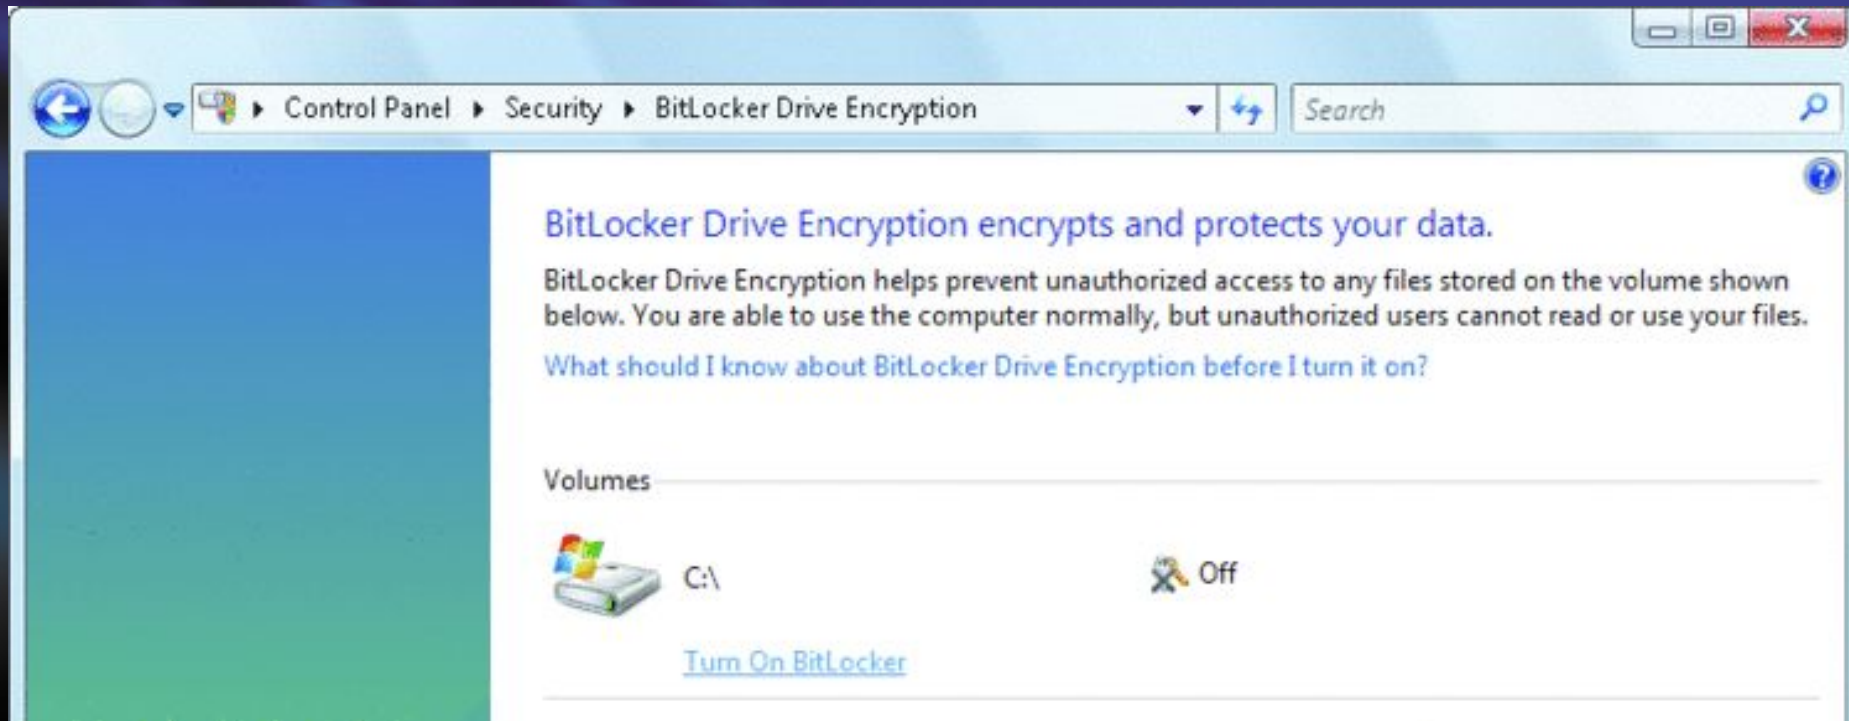 Control Panel Security BitLocker Drive Encryption Search
BitLocker Drive Encryption encrypts and protects your data.
BitLocker Drive Encryption helps prevent unauthorized access to any files stored on the volume shown
below. You are able to use the computer normally, but unauthorized users cannot read or use your files.
What should I know about BitLocker Drive Encryption before I turn it on?
Volumes
C:\ Off
Turn On BitLocker